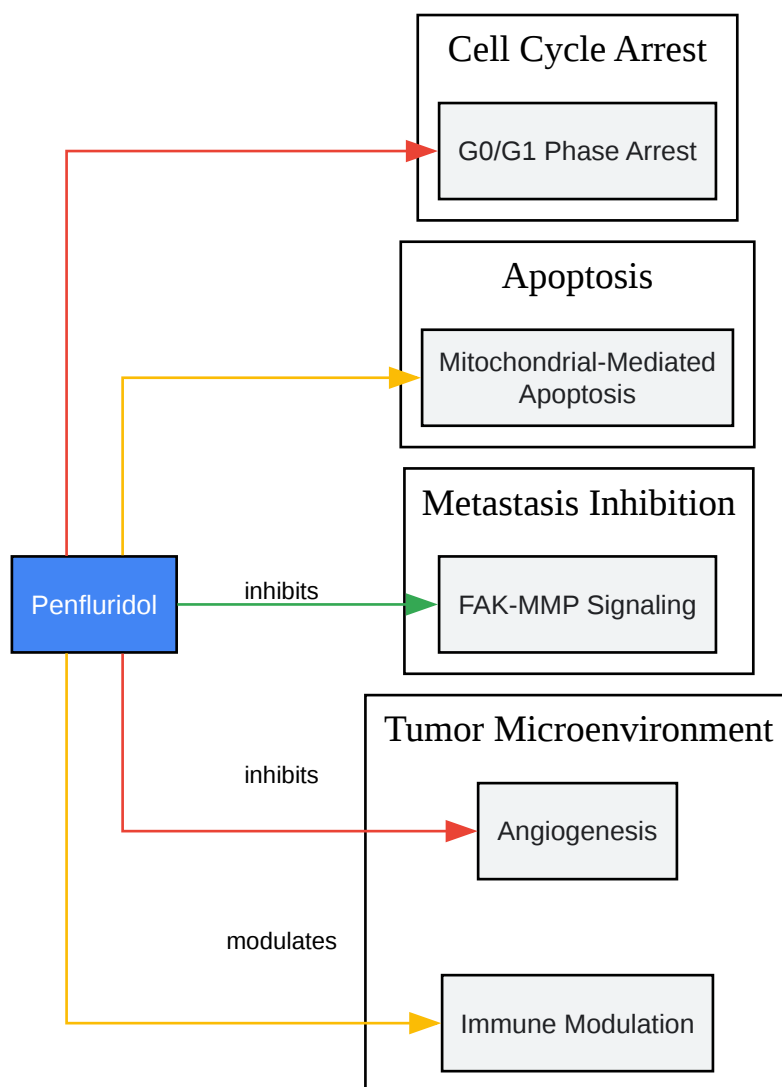 Cell Cycle Arrest
G0/G1 Phase Arrest
Apoptosis
Mitochondrial-Mediated
Apoptosis
Metastasis Inhibition
Penfluridol
inhibits
FAK-MMP Signaling
Tumor Microenvironment
inhibits
Angiogenesis
modulates
Immune Modulation